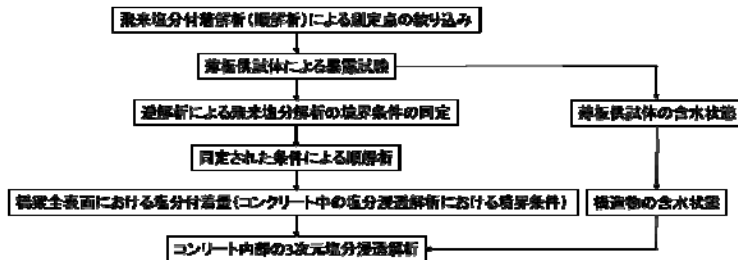 飛来塩分付着解析(順解析)による測定点の絞り込み
薄板供試体による暴露試験
逆解析による飛来塩分解析の境界条件の同定
薄板供試体の含水状態
同定された条件による順解析
橋梁全表面における塩分付着量(コンクリート中の塩分浸透解析における境界条件)
構造物の含水状態
コンリート内部の3次元塩分浸透解析